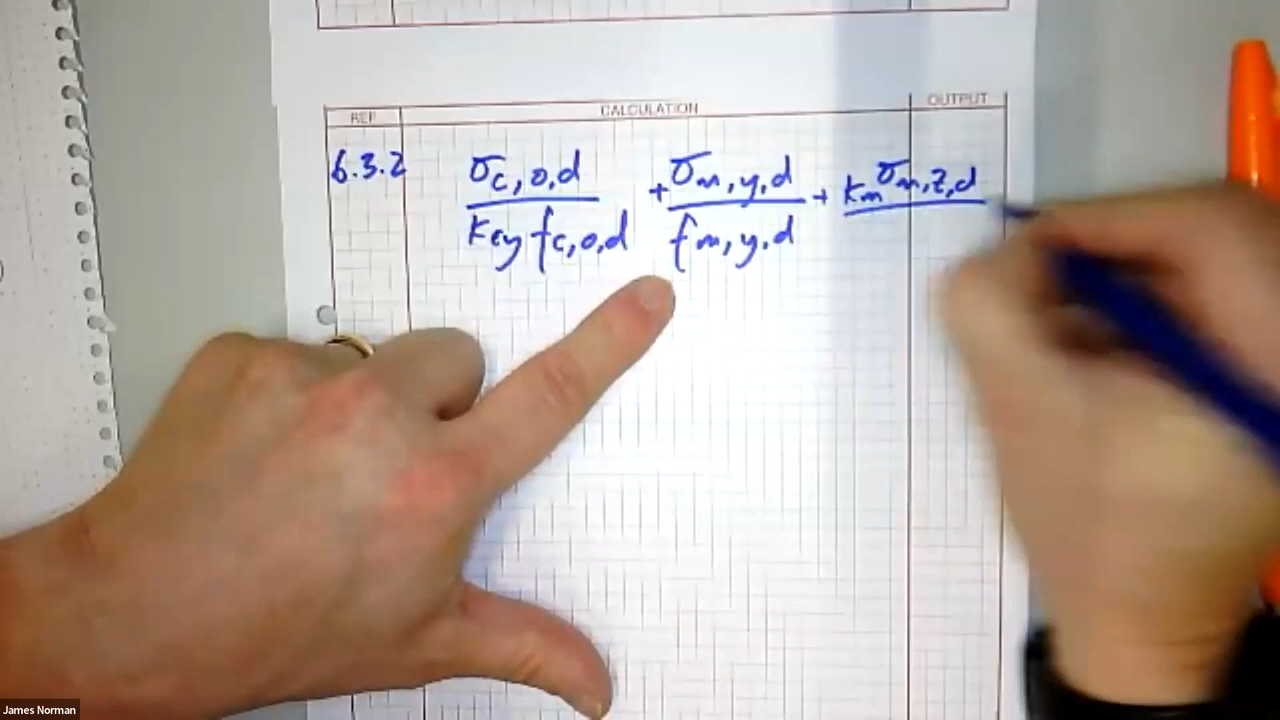 REF CALCULATION OUTPUT
6.3.2 σc,0,d / kcy fc,0,d + σm,y,d / fm,y,d + km σm,z,d
James Norman